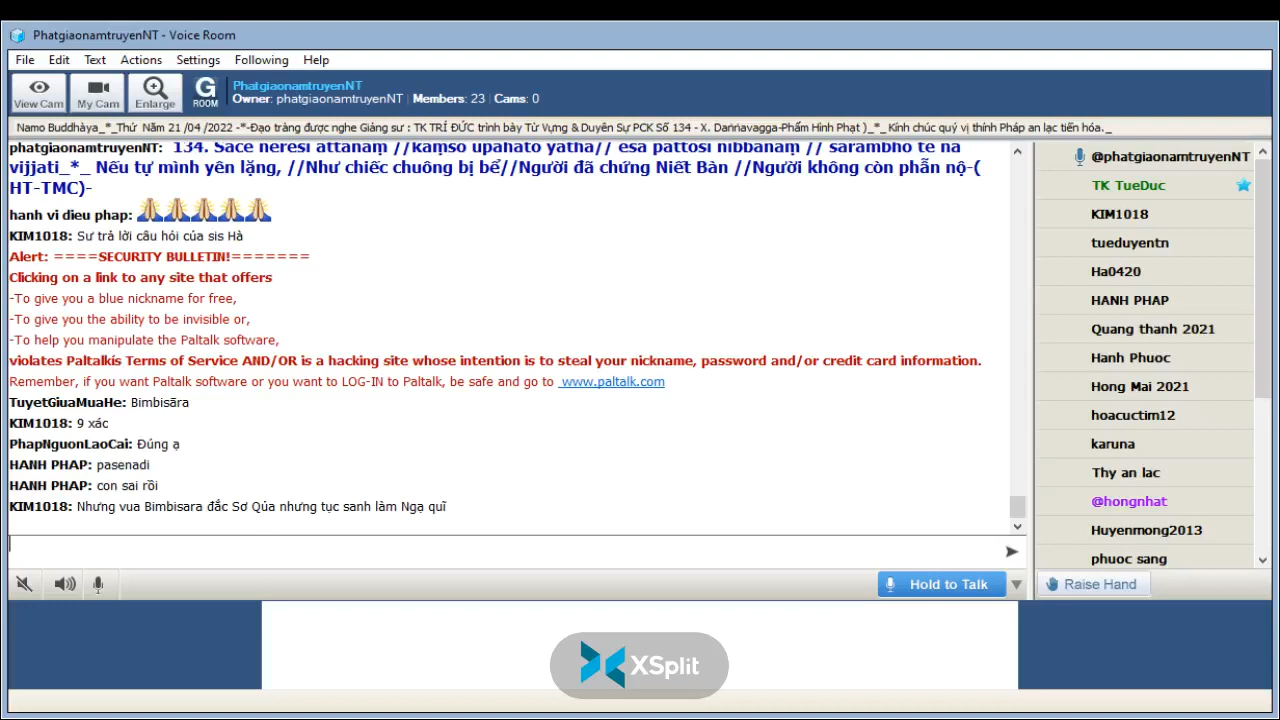 PhatgiaonamtruyenNT - Voice Room
File Edit Text Actions Settings Following Help
View Cam My Cam Enlarge G ROOM
PhatgiaonamtruyenNT
Owner: phatgiaonamtruyenNT Members: 23 Cams: 0
Namo Buddhàya_*_Thứ Năm 21 /04 /2022 -*-Đạo tràng được nghe Giảng sư : TK TRÍ ĐỨC trình bày Từ Vựng & Duyên Sự PCK Số 134 - X. Daṇṇavagga-Phẩm Hình Phạt )_*_ Kính chúc quý vị thính Pháp an lạc tiến hóa._
phatgiaonamtruyenNT: 134. Sace neresi attānaṃ //kaṃso upahato yathā// esa pattosi nibbānaṃ // sārambho te na
vijjati_*_ Nếu tự mình yên lặng, //Như chiếc chuông bị bể//Người đã chứng Niết Bàn //Người không còn phẫn nộ-(
HT-TMC)-
hanh vi dieu phap:
KIM1018: Sư trả lời câu hỏi của sis Hà
Alert: ====SECURITY BULLETIN!=======
Clicking on a link to any site that offers
-To give you a blue nickname for free,
-To give you the ability to be invisible or,
-To help you manipulate the Paltalk software,
violates Paltalkís Terms of Service AND/OR is a hacking site whose intention is to steal your nickname, password and/or credit card information.
Remember, if you want Paltalk software or you want to LOG-IN to Paltalk, be safe and go to www.paltalk.com
TuyetGiuaMuaHe: Bimbisāra
KIM1018: 9 xác
PhapNguonLaoCai: Đúng ạ
HANH PHAP: pasenadi
HANH PHAP: con sai rồi
KIM1018: Nhưng vua Bimbisara đắc Sơ Qủa nhưng tục sanh làm Ngạ quĩ
@phatgiaonamtruyenNT
TK TueDuc
KIM1018
tueduyentn
Ha0420
HANH PHAP
Quang thanh 2021
Hanh Phuoc
Hong Mai 2021
hoacuctim12
karuna
Thy an lac
@hongnhat
Huyenmong2013
phuoc sang
Hold to Talk
Raise Hand
XSplit